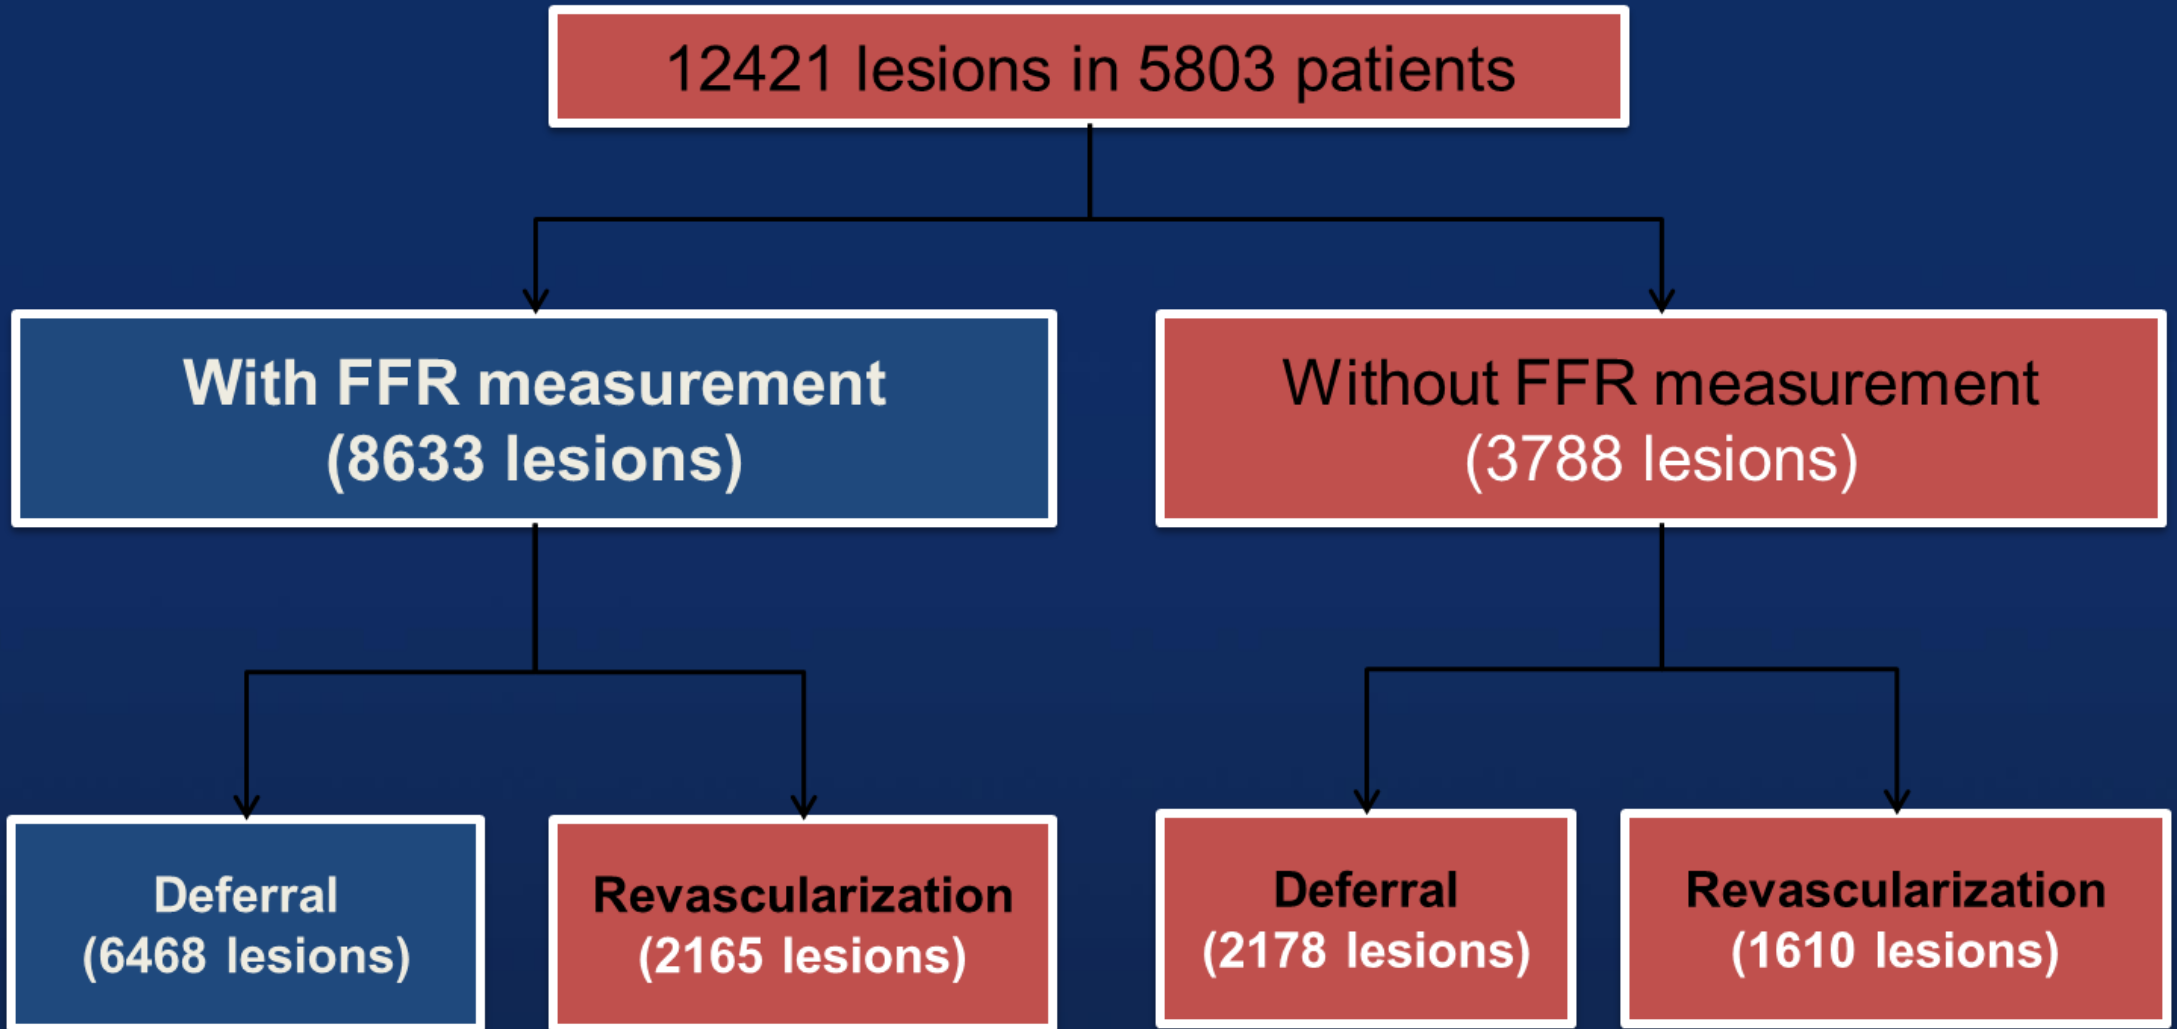 12421 lesions in 5803 patients
With FFR measurement
(8633 lesions)
Without FFR measurement
(3788 lesions)
Deferral
(6468 lesions)
Revascularization
(2165 lesions)
Deferral
(2178 lesions)
Revascularization
(1610 lesions)